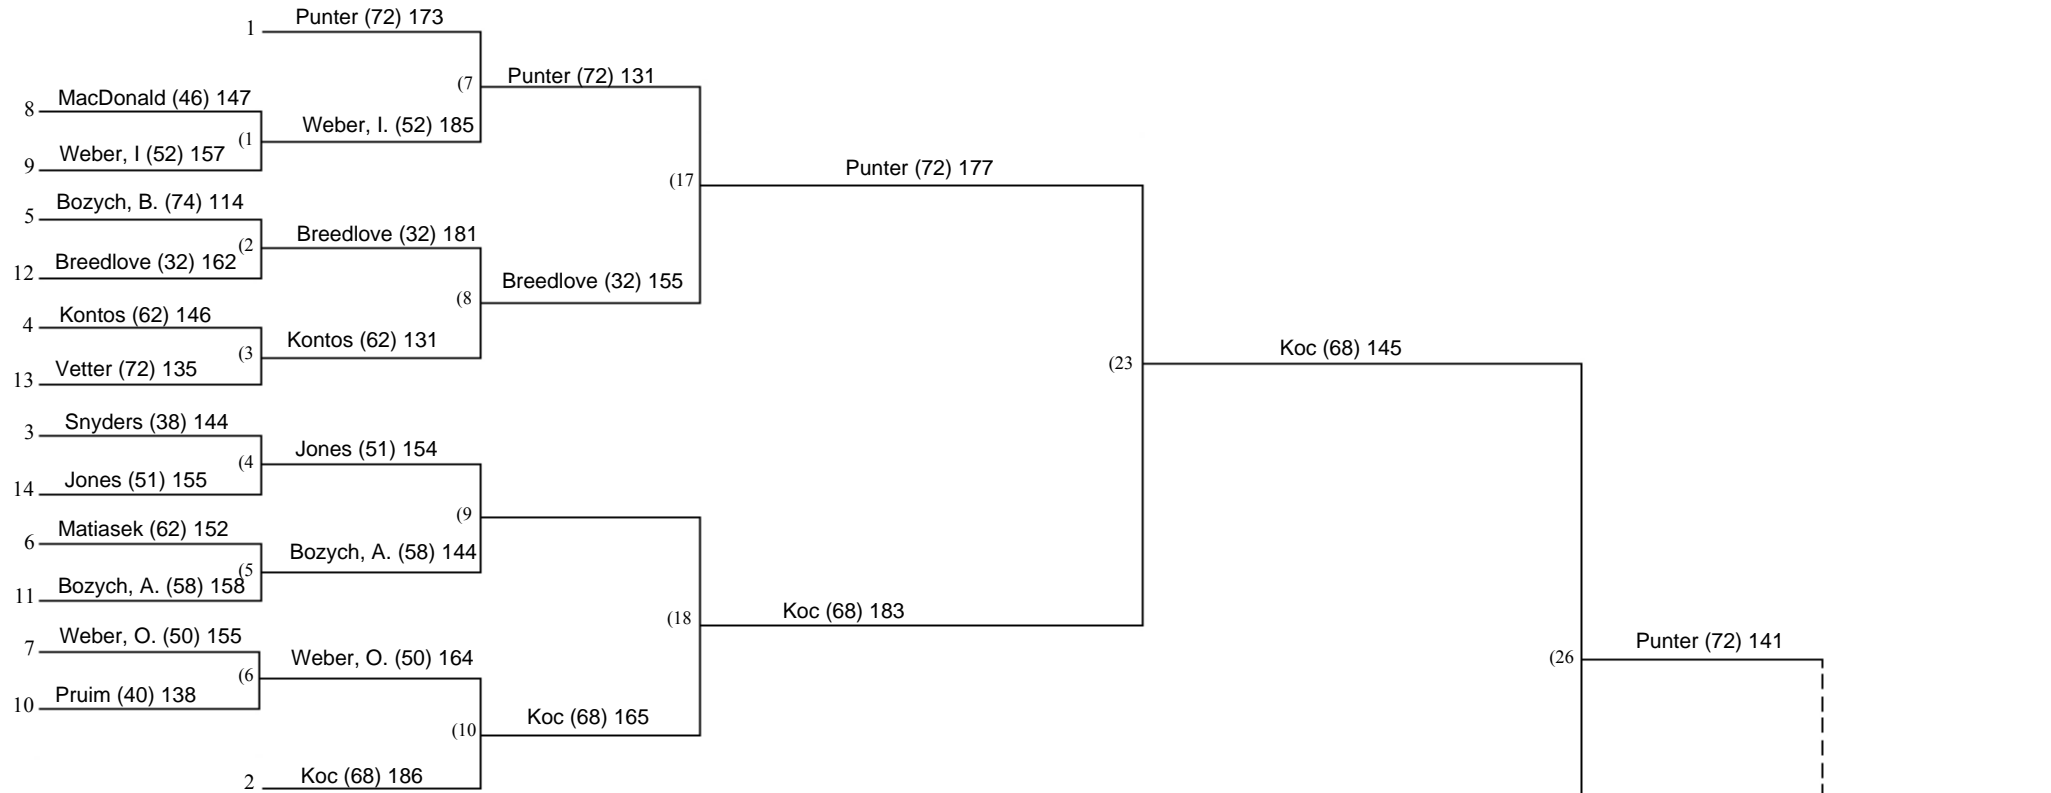 1 Punter (72) 173
(7 Punter (72) 131
8 MacDonald (46) 147
(1 Weber, I. (52) 185
9 Weber, I (52) 157
(17 Punter (72) 177
5 Bozych, B. (74) 114
(2 Breedlove (32) 181
12 Breedlove (32) 162
(8 Breedlove (32) 155
4 Kontos (62) 146
(3 Kontos (62) 131
13 Vetter (72) 135
(23 Koc (68) 145
3 Snyders (38) 144
(4 Jones (51) 154
14 Jones (51) 155
(9
6 Matiasek (62) 152
(5 Bozych, A. (58) 144
11 Bozych, A. (58) 158
(18 Koc (68) 183
7 Weber, O. (50) 155
(6 Weber, O. (50) 164
10 Pruim (40) 138
(26 Punter (72) 141
(10 Koc (68) 165
2 Koc (68) 186